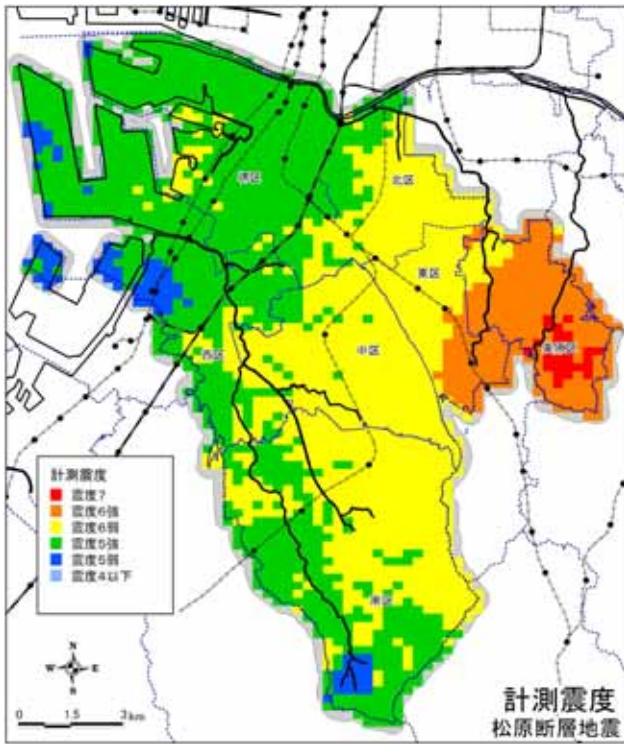 堺区
北区
東区
美原区
西区
中区
南区
計測震度
震度7
震度6強
震度6弱
震度5強
震度5弱
震度4以下
N
W E
S
0 1.5 3km
計測震度
松原断層地震